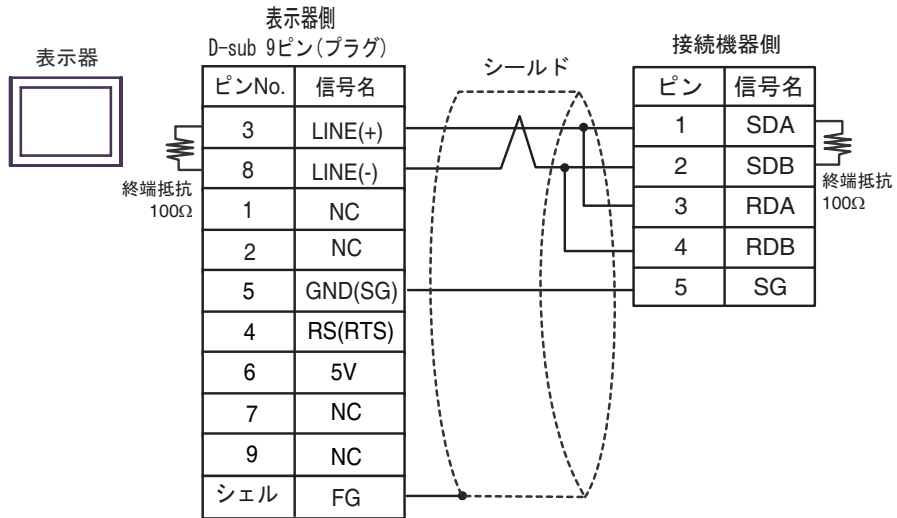 表示器
表示器側
D-sub 9ピン(プラグ)
ピンNo. 信号名
3 LINE(+)
8 LINE(-)
1 NC
2 NC
5 GND(SG)
4 RS(RTS)
6 5V
7 NC
9 NC
シェル FG
終端抵抗
100Ω
シールド
接続機器側
ピン 信号名
1 SDA
2 SDB
3 RDA
4 RDB
5 SG
終端抵抗
100Ω